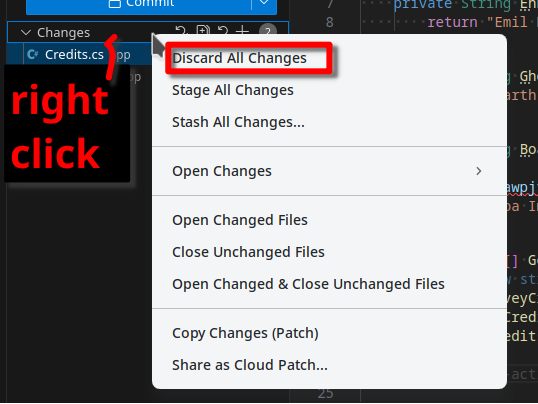 Commit
7
private String
8
return "Emil
Changes
2
Credits.cs
right
click
Discard All Changes
Stage All Changes
Stash All Changes...
Open Changes
Open Changed Files
Close Unchanged Files
Open Changed & Close Unchanged Files
Copy Changes (Patch)
Share as Cloud Patch...
25